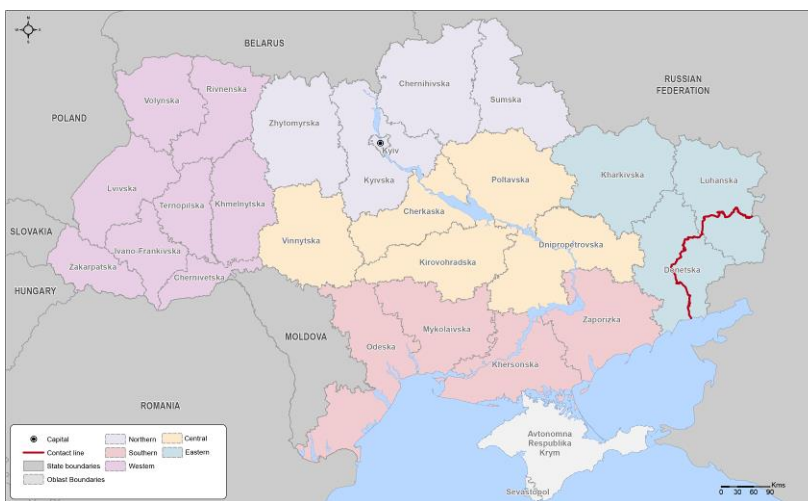 N
BELARUS
RUSSIAN
FEDERATION
POLAND
SLOVAKIA
HUNGARY
MOLDOVA
ROMANIA
Volynska
Rivnenska
Zhytomyrska
Chernihivska
Sumska
Kyiv
Kyivska
Lvivska
Ternopilska
Khmelnytska
Ivano-Frankivska
Zakarpatska
Chernivetska
Vinnytska
Cherkaska
Poltavska
Kirovohradska
Dnipropetrovska
Kharkivska
Luhanska
Donetska
Odeska
Mykolaivska
Khersonska
Zaporizka
Avtonomna
Respublika
Krym
Sevastopol
Capital
Contact line
State boundaries
Oblast Boundaries
Northern
Southern
Western
Central
Eastern
Kms
0 15 30 60 90